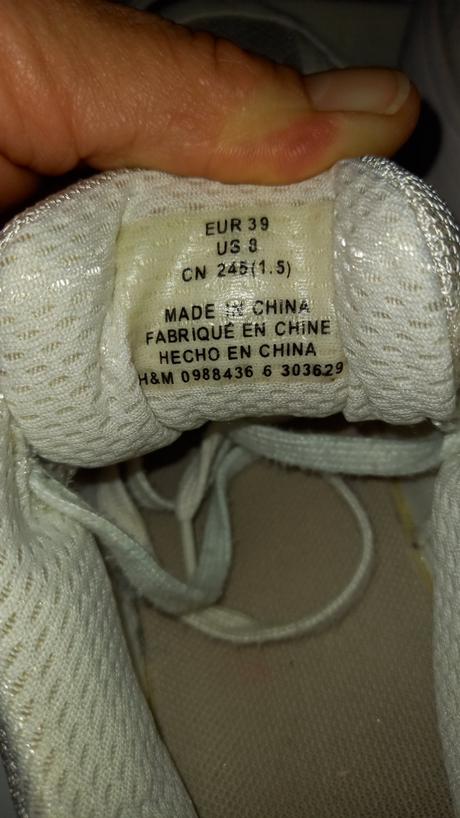 EUR 39
US 8
CN 245(1.5)
MADE IN CHINA
FABRIQUÉ EN CHINE
HECHO EN CHINA
H&M 0988436 6 303629